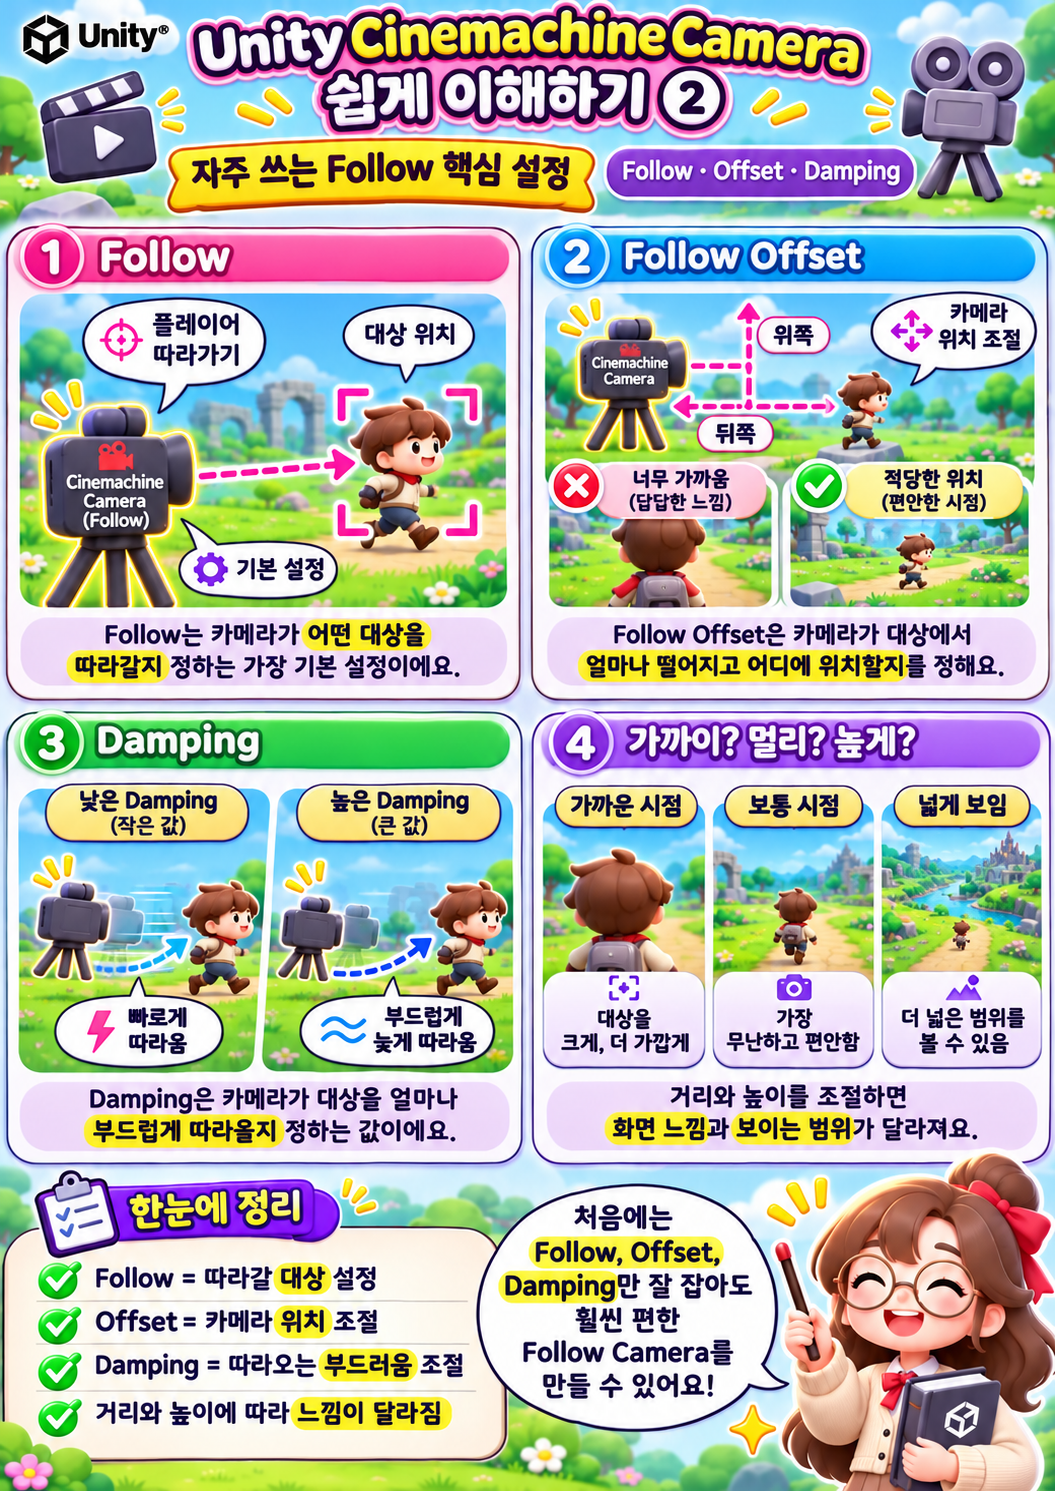 Unity®
Unity Cinemachine Camera
쉽게 이해하기 ②
자주 쓰는 Follow 핵심 설정
Follow · Offset · Damping
1 Follow
플레이어
따라가기
대상 위치
Cinemachine
Camera
(Follow)
기본 설정
Follow는 카메라가 어떤 대상을
따라갈지 정하는 가장 기본 설정이에요.
2 Follow Offset
Cinemachine
Camera
위쪽
뒤쪽
카메라
위치 조절
너무 가까움
(답답한 느낌)
적당한 위치
(편안한 시점)
Follow Offset은 카메라가 대상에서
얼마나 떨어지고 어디에 위치할지를 정해요.
3 Damping
낮은 Damping
(작은 값)
빠르게
따라옴
높은 Damping
(큰 값)
부드럽게
늦게 따라옴
Damping은 카메라가 대상을 얼마나
부드럽게 따라올지 정하는 값이에요.
4 가까이? 멀리? 높게?
가까운 시점
대상을
크게, 더 가깝게
보통 시점
가장
무난하고 편안함
넓게 보임
더 넓은 범위를
볼 수 있음
거리와 높이를 조절하면
화면 느낌과 보이는 범위가 달라져요.
한눈에 정리
Follow = 따라갈 대상 설정
Offset = 카메라 위치 조절
Damping = 따라오는 부드러움 조절
거리와 높이에 따라 느낌이 달라짐
처음에는
Follow, Offset,
Damping만 잘 잡아도
훨씬 편한
Follow Camera를
만들 수 있어요!